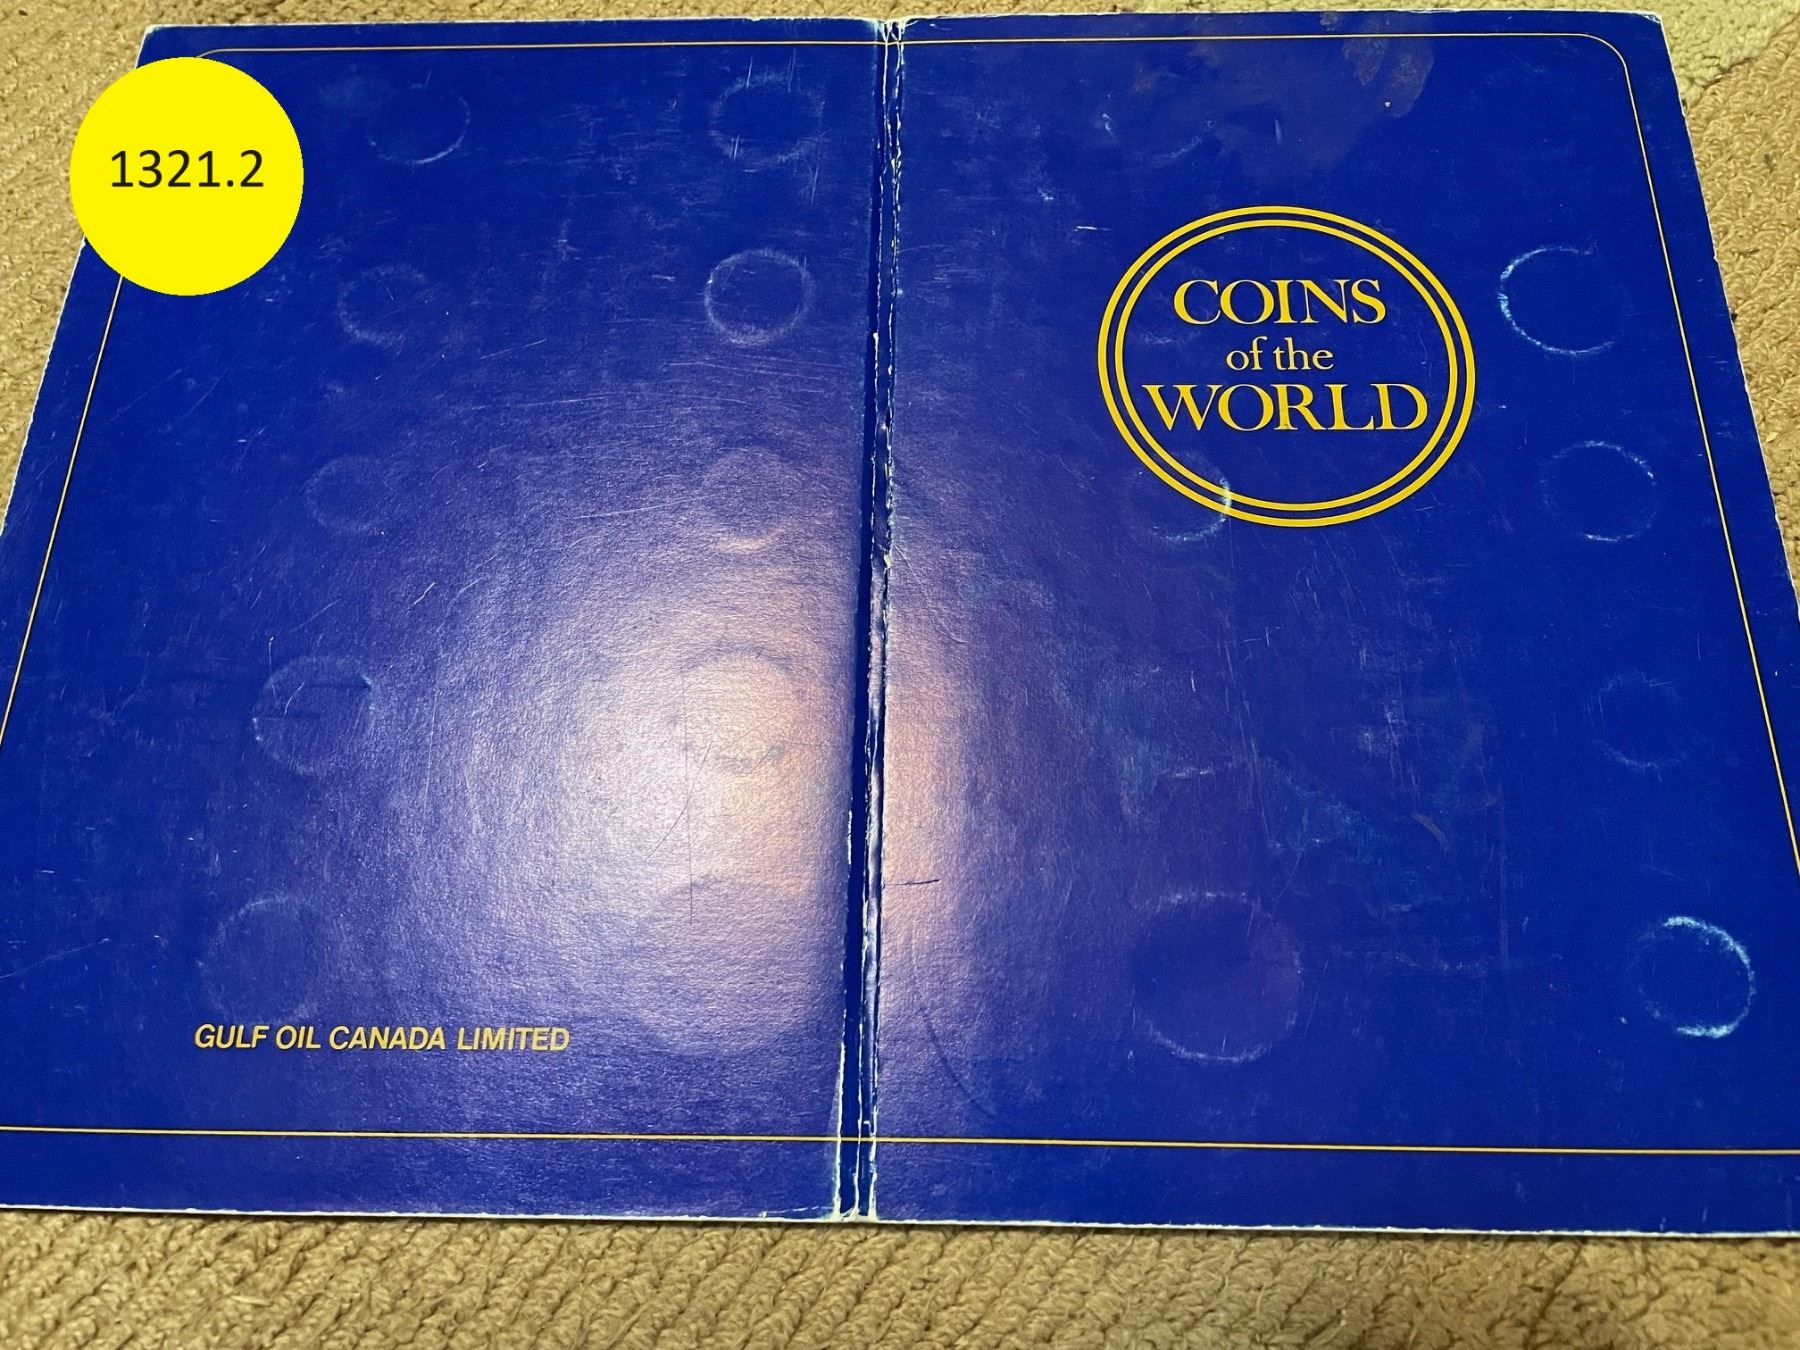 1321.2
COINS
of the
WORLD
GULF OIL CANADA LIMITED